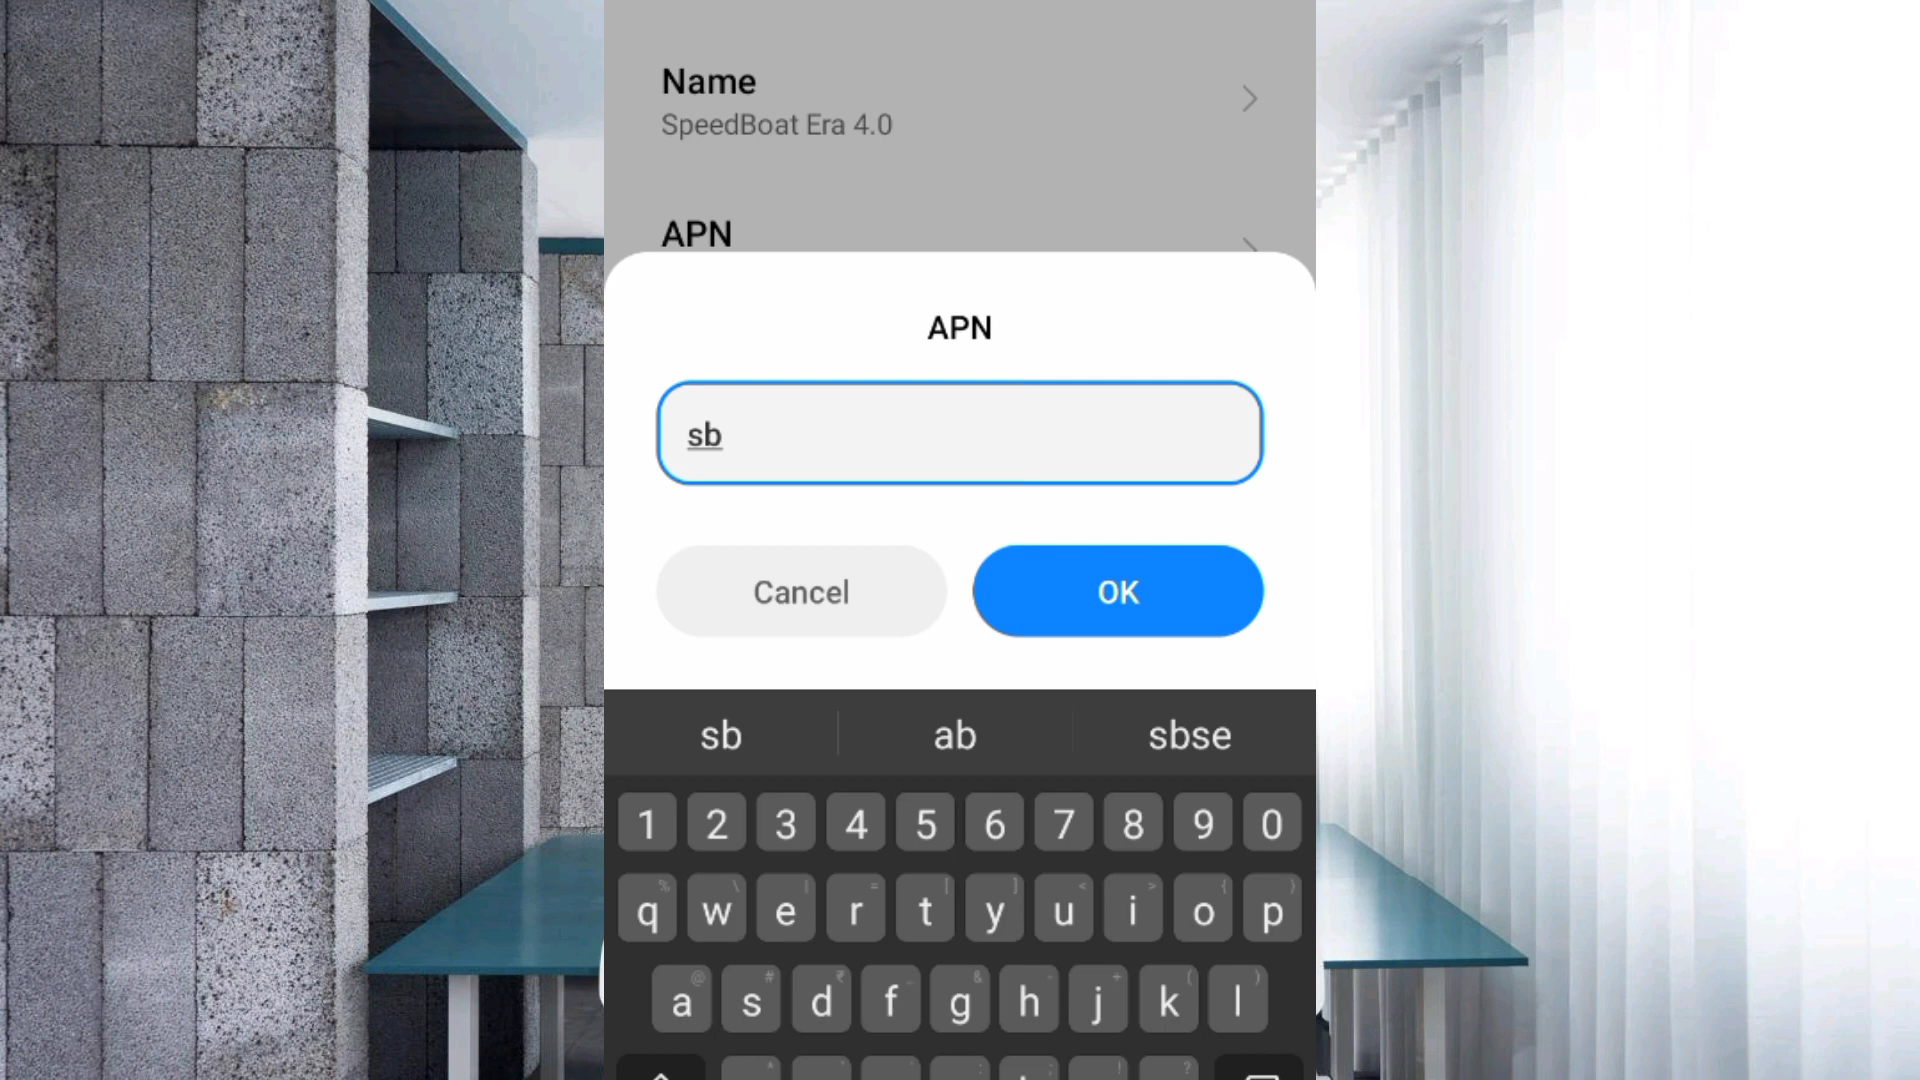 Name
SpeedBoat Era 4.0
APN
APN
sb
Cancel
OK
sb ab sbse
1 2 3 4 5 6 7 8 9 0
q w e r t y u i o p
a s d f g h j k l